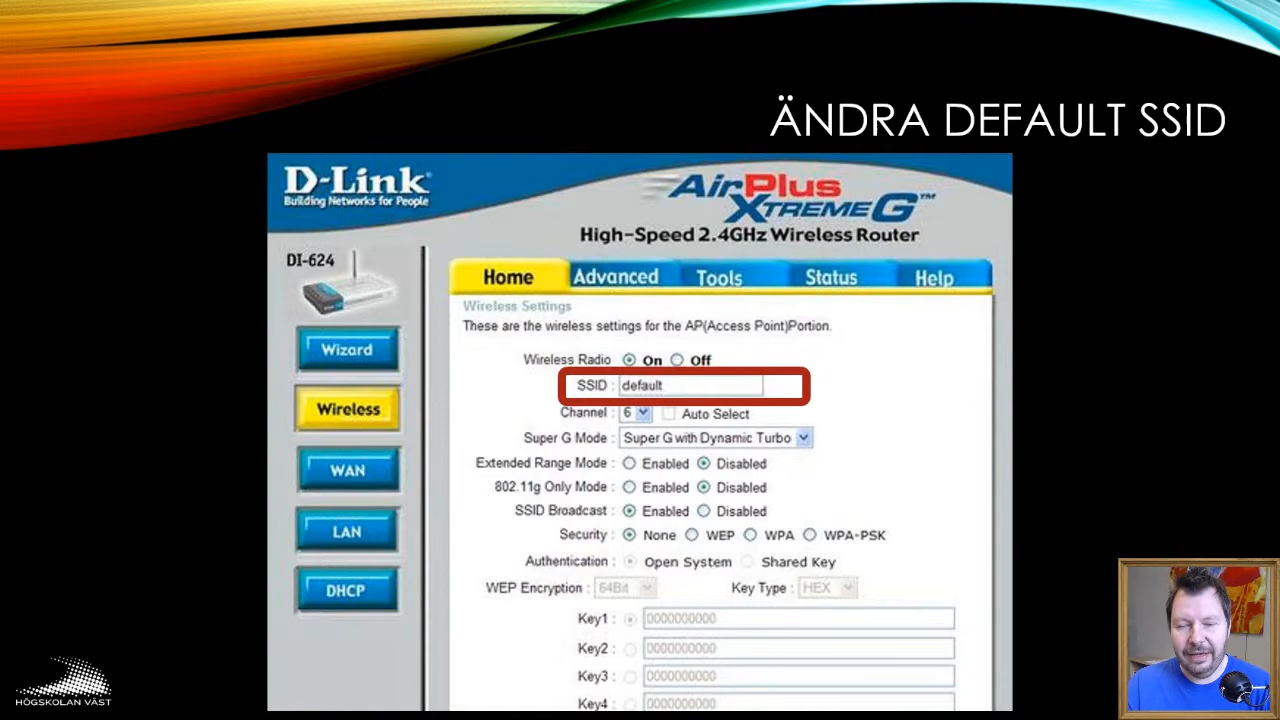 ÄNDRA DEFAULT SSID
D-Link
Building Networks for People
AirPlus
XTREME G™
High-Speed 2.4GHz Wireless Router
DI-624
Home Advanced Tools Status Help
Wizard
Wireless
WAN
LAN
DHCP
Wireless Settings
These are the wireless settings for the AP(Access Point)Portion.
Wireless Radio On Off
SSID : default
Channel : 6 Auto Select
Super G Mode : Super G with Dynamic Turbo
Extended Range Mode : Enabled Disabled
802.11g Only Mode : Enabled Disabled
SSID Broadcast : Enabled Disabled
Security : None WEP WPA WPA-PSK
Authentication : Open System Shared Key
WEP Encryption : 64Bit Key Type : HEX
Key1 : 0000000000
Key2 : 0000000000
Key3 : 0000000000
Key4 : 0000000000
HÖGSKOLAN VÄST